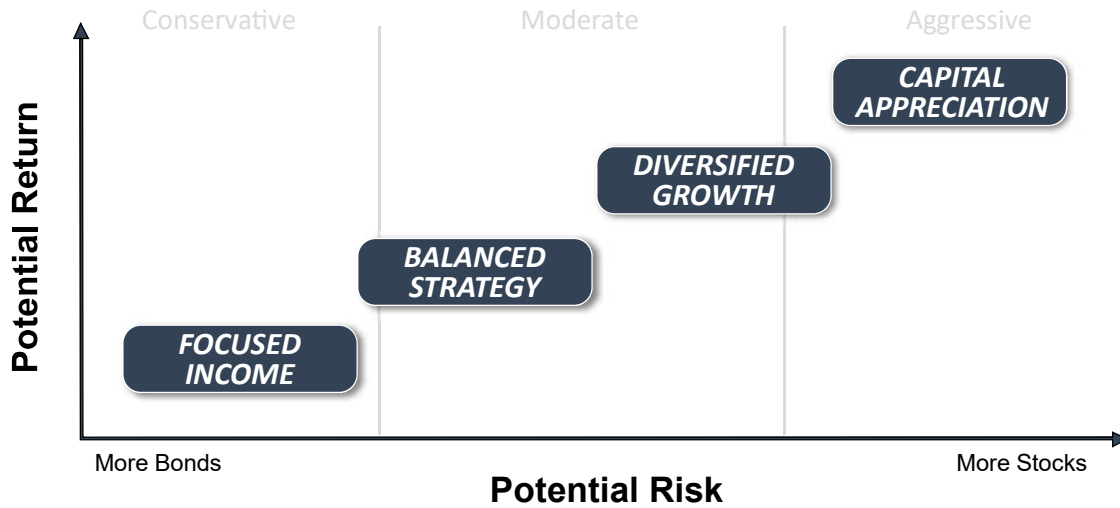 Conservative
Moderate
Aggressive
CAPITAL
APPRECIATION
DIVERSIFIED
GROWTH
BALANCED
STRATEGY
FOCUSED
INCOME
Potential Return
More Bonds
More Stocks
Potential Risk